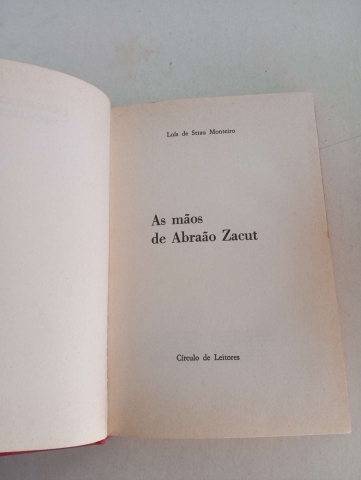 Luís de Sttau Monteiro
As mãos
de Abraão Zacut
Círculo de Leitores